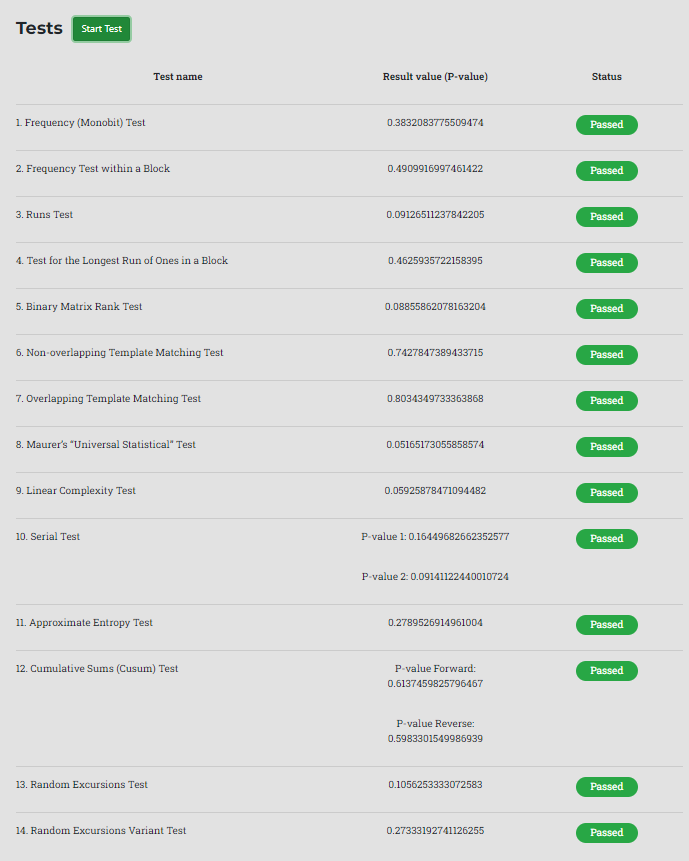 Tests Start Test
Test name Result value (P-value) Status
1. Frequency (Monobit) Test 0.3832083775509474 Passed
2. Frequency Test within a Block 0.4909916997461422 Passed
3. Runs Test 0.09126511237842205 Passed
4. Test for the Longest Run of Ones in a Block 0.4625935722158395 Passed
5. Binary Matrix Rank Test 0.08855862078163204 Passed
6. Non-overlapping Template Matching Test 0.7427847389433715 Passed
7. Overlapping Template Matching Test 0.8034349733363868 Passed
8. Maurer's "Universal Statistical" Test 0.05165173055858574 Passed
9. Linear Complexity Test 0.05925878471094482 Passed
10. Serial Test P-value 1: 0.16449682662352577 Passed
P-value 2: 0.09141122440010724
11. Approximate Entropy Test 0.2789526914961004 Passed
12. Cumulative Sums (Cusum) Test P-value Forward: Passed
0.6137459825796467
P-value Reverse:
0.5983301549986939
13. Random Excursions Test 0.1056253333072583 Passed
14. Random Excursions Variant Test 0.27333192741126255 Passed